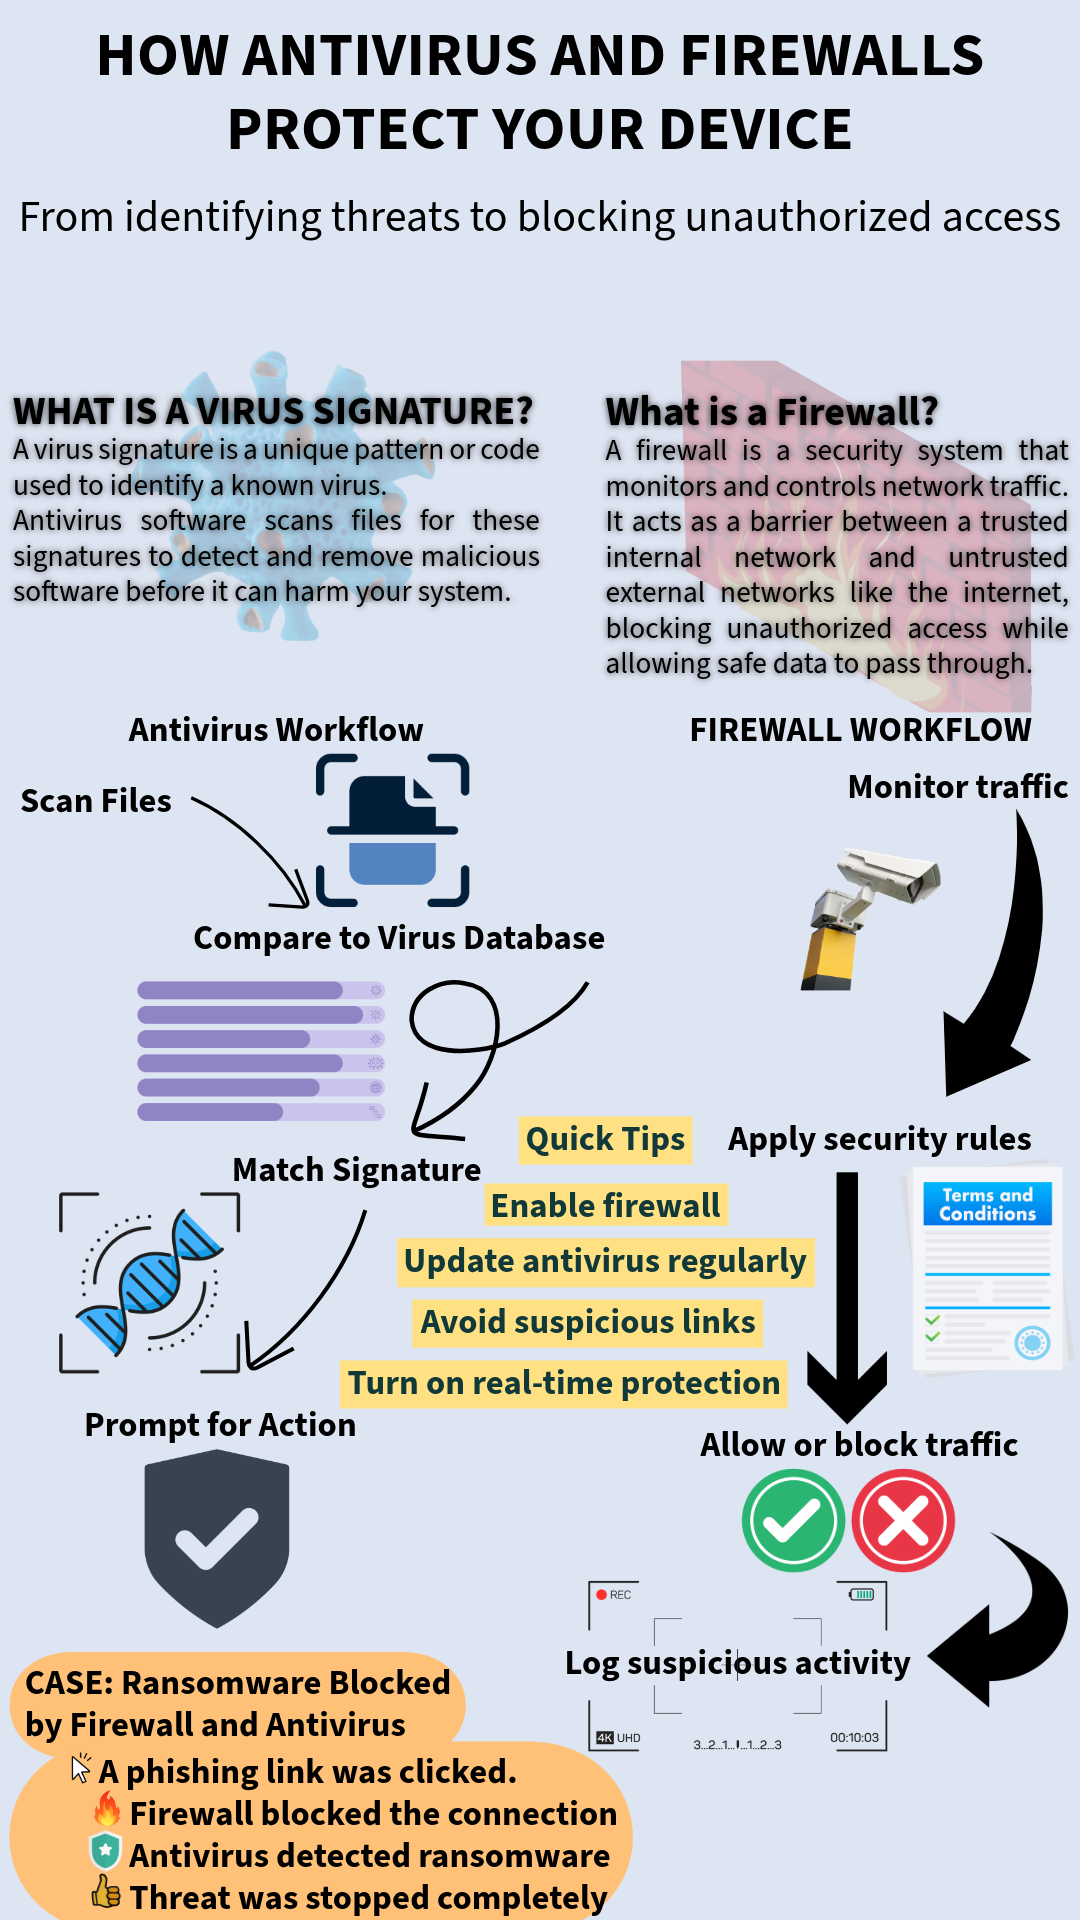 HOW ANTIVIRUS AND FIREWALLS
PROTECT YOUR DEVICE
From identifying threats to blocking unauthorized access
WHAT IS A VIRUS SIGNATURE?
A virus signature is a unique pattern or code
used to identify a known virus.
Antivirus software scans files for these
signatures to detect and remove malicious
software before it can harm your system.
What is a Firewall?
A firewall is a security system that
monitors and controls network traffic.
It acts as a barrier between a trusted
internal network and untrusted
external networks like the internet,
blocking unauthorized access while
allowing safe data to pass through.
Antivirus Workflow
Scan Files
Compare to Virus Database
Match Signature
Prompt for Action
Quick Tips
Enable firewall
Update antivirus regularly
Avoid suspicious links
Turn on real-time protection
FIREWALL WORKFLOW
Monitor traffic
Apply security rules
Terms and
Conditions
Allow or block traffic
REC
Log suspicious activity
4K UHD
3...2...1...0...1...2...3
00:10:03
CASE: Ransomware Blocked
by Firewall and Antivirus
A phishing link was clicked.
Firewall blocked the connection
Antivirus detected ransomware
Threat was stopped completely